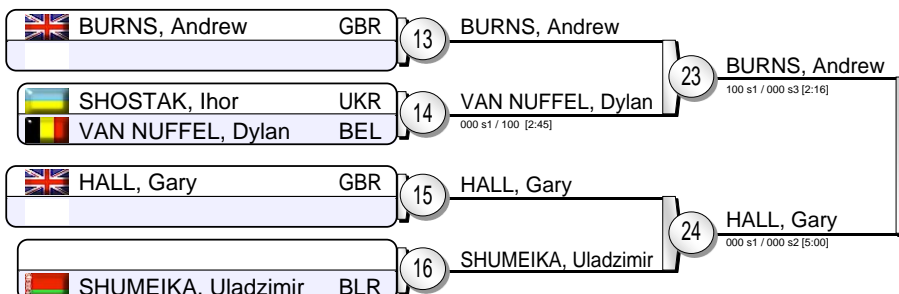 BURNS, Andrew GBR
13
BURNS, Andrew
23
BURNS, Andrew
100 s1 / 000 s3 [2:16]
SHOSTAK, Ihor UKR
VAN NUFFEL, Dylan BEL
14
VAN NUFFEL, Dylan
000 s1 / 100 [2:45]
HALL, Gary GBR
15
HALL, Gary
24
HALL, Gary
000 s1 / 000 s2 [5:00]
SHUMEIKA, Uladzimir BLR
16
SHUMEIKA, Uladzimir